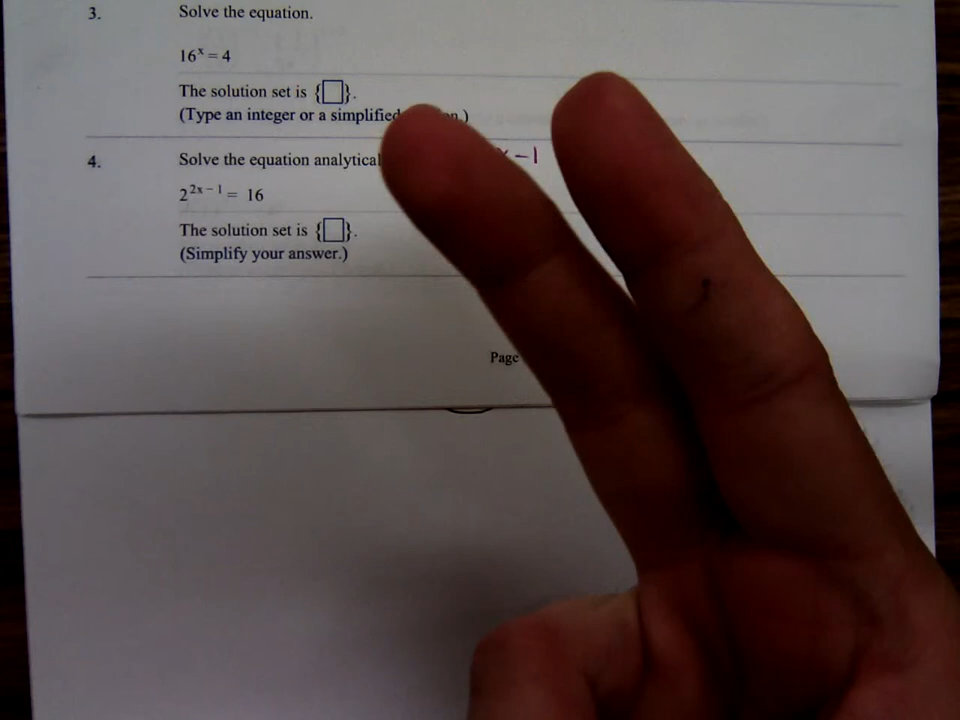 3. Solve the equation.
16ˣ = 4
The solution set is {□}.
(Type an integer or a simplified
4. Solve the equation
x − 1
2²ˣ⁻¹ = 16
The solution set is {□}.
(Simplify your answer.)
Page